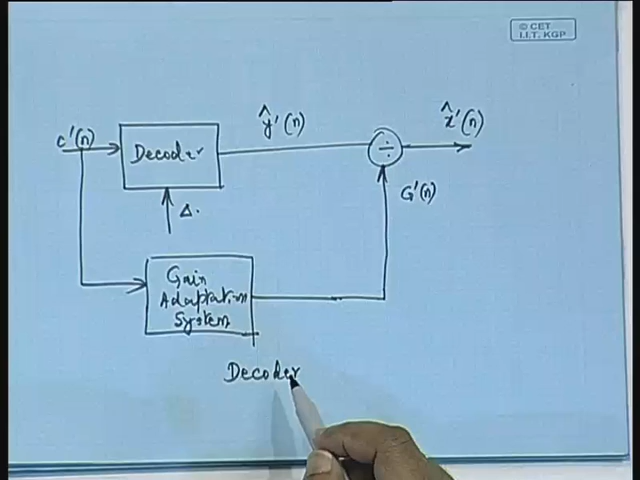 © CET
I.I.T. KGP
c'(n)
Decoder
ŷ'(n)
÷
x̂'(n)
Δ.
G'(n)
Gain
Adaptation
System
Decoder